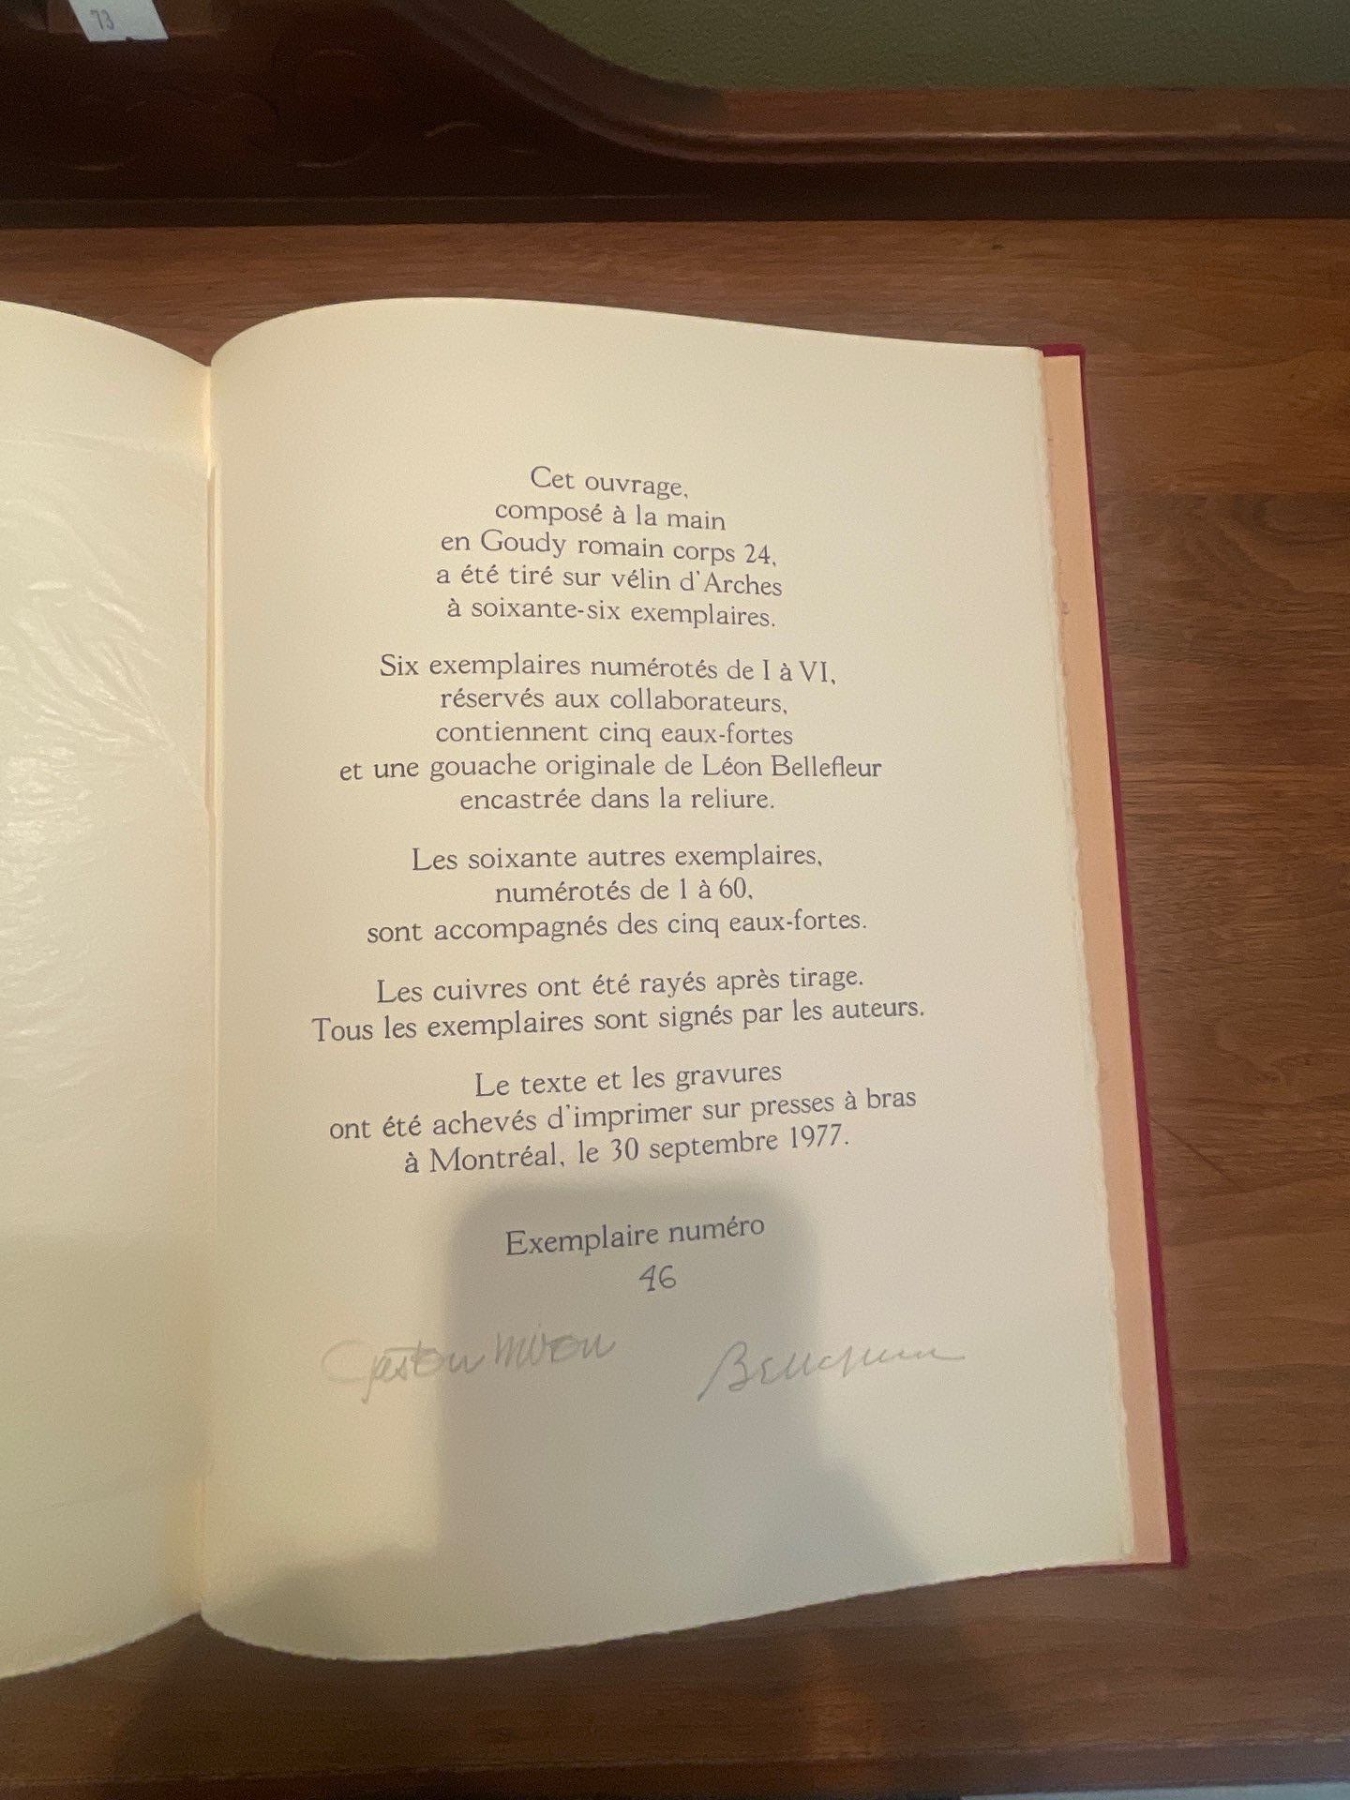 73
Cet ouvrage,
composé à la main
en Goudy romain corps 24,
a été tiré sur vélin d'Arches
à soixante-six exemplaires.
Six exemplaires numérotés de I à VI,
réservés aux collaborateurs,
contiennent cinq eaux-fortes
et une gouache originale de Léon Bellefleur
encastrée dans la reliure.
Les soixante autres exemplaires,
numérotés de 1 à 60,
sont accompagnés des cinq eaux-fortes.
Les cuivres ont été rayés après tirage.
Tous les exemplaires sont signés par les auteurs.
Le texte et les gravures
ont été achevés d'imprimer sur presses à bras
à Montréal, le 30 septembre 1977.
Exemplaire numéro
46
Gaston Miron Bellefleur